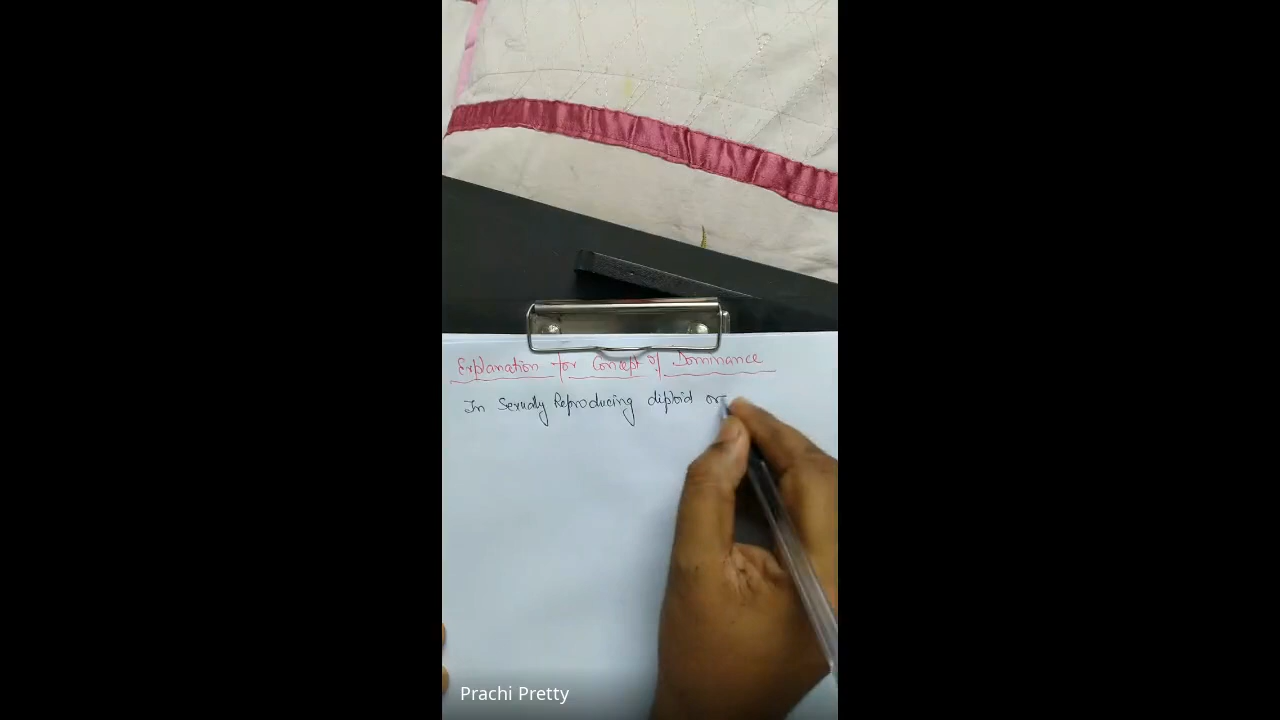 Explanation for Concept of Dominance
In Sexually Reproducing diploid or
Prachi Pretty